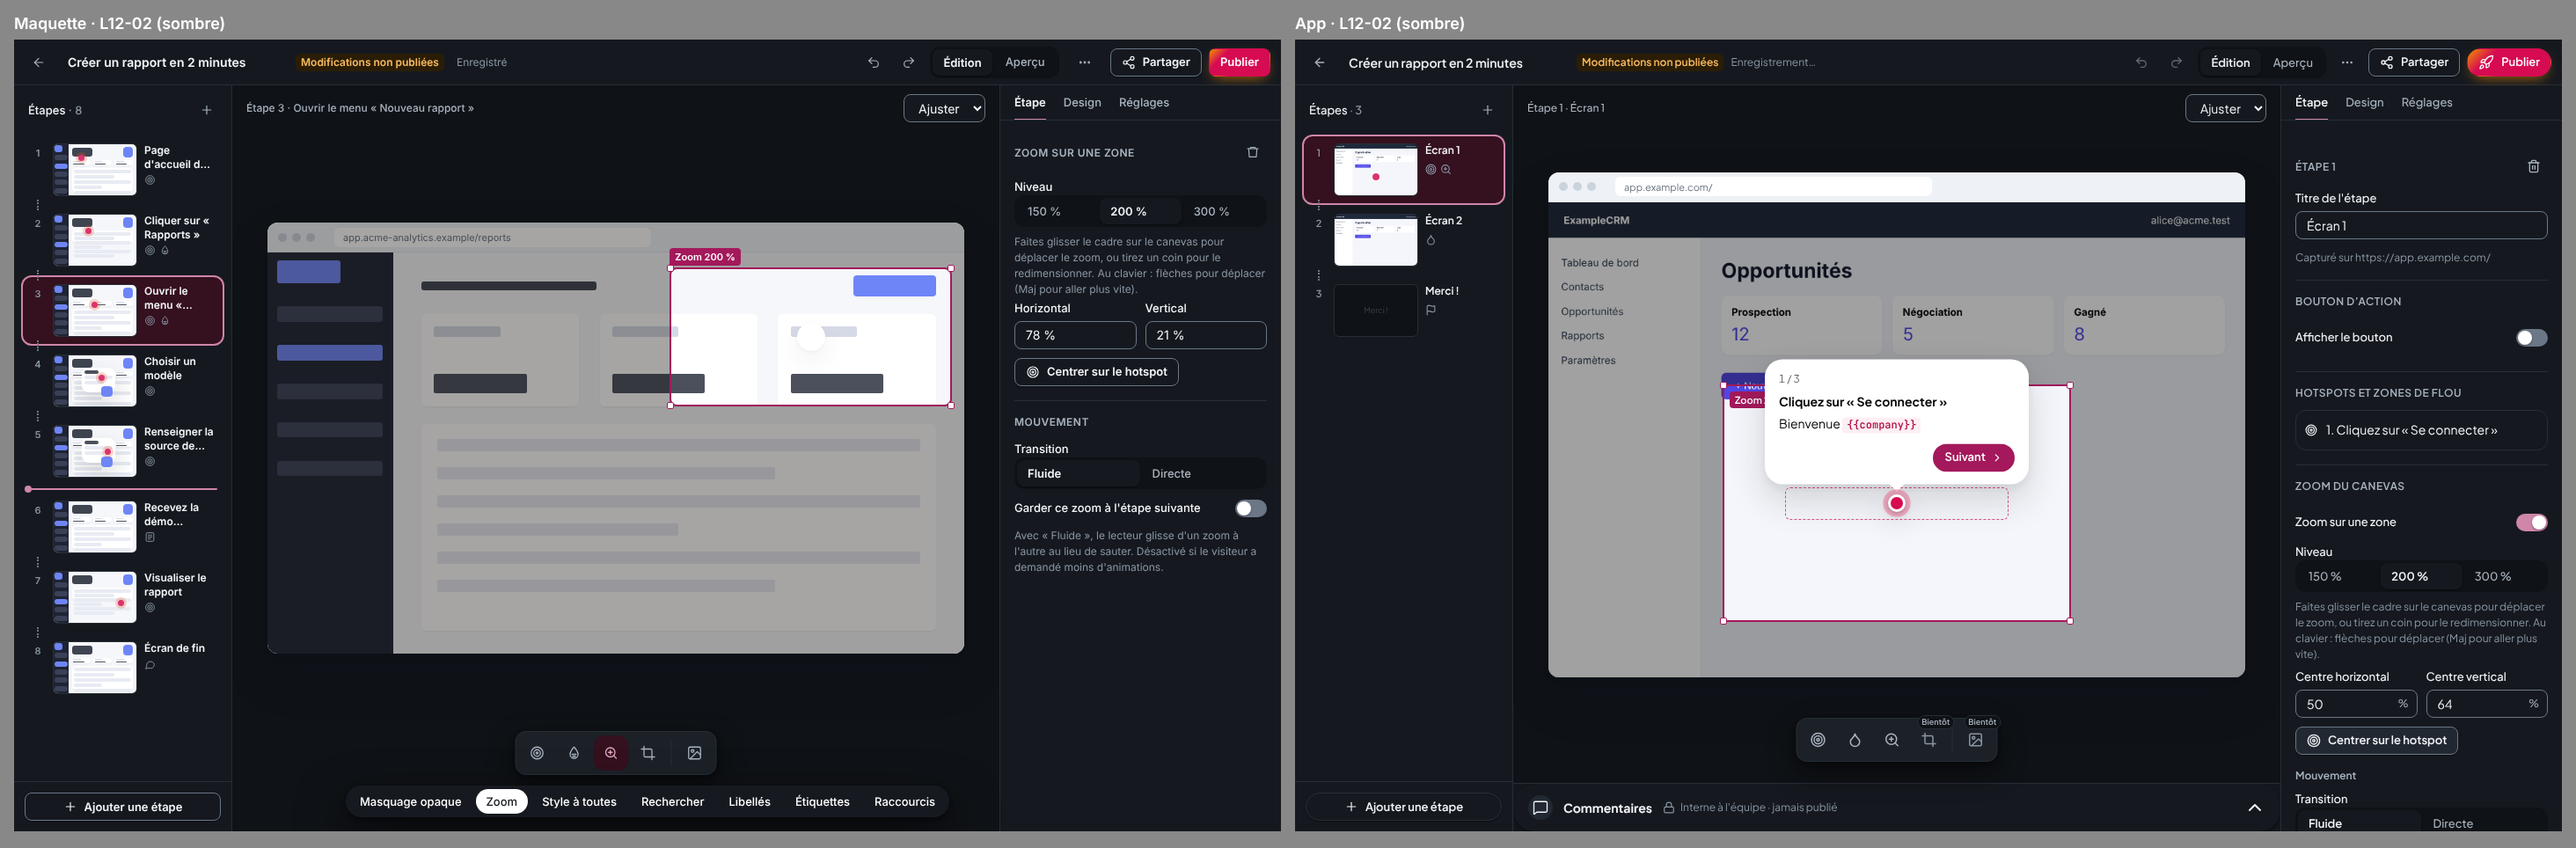 Maquette · L12-02 (sombre)
Créer un rapport en 2 minutes
Modifications non publiées
Enregistré
Édition
Aperçu
Partager
Publier
Étapes · 8
1
Page
d'accueil d...
2
Cliquer sur «
Rapports »
3
Ouvrir le
menu «...
4
Choisir un
modèle
5
Renseigner la
source de...
6
Recevez la
démo...
7
Visualiser le
rapport
8
Écran de fin
Ajouter une étape
Étape 3 · Ouvrir le menu « Nouveau rapport »
Ajuster
app.acme-analytics.example/reports
Zoom 200 %
Masquage opaque
Zoom
Style à toutes
Rechercher
Libellés
Étiquettes
Raccourcis
Étape
Design
Réglages
ZOOM SUR UNE ZONE
Niveau
150 %
200 %
300 %
Faites glisser le cadre sur le canevas pour
déplacer le zoom, ou tirez un coin pour le
redimensionner. Au clavier : flèches pour déplacer
(Maj pour aller plus vite).
Horizontal
Vertical
78 %
21 %
Centrer sur le hotspot
MOUVEMENT
Transition
Fluide
Directe
Garder ce zoom à l'étape suivante
Avec « Fluide », le lecteur glisse d'un zoom à
l'autre au lieu de sauter. Désactivé si le visiteur a
demandé moins d'animations.
App · L12-02 (sombre)
Créer un rapport en 2 minutes
Modifications non publiées
Enregistrement...
Édition
Aperçu
Partager
Publier
Étapes · 3
1
Écran 1
2
Écran 2
3
Merci !
Merci !
Ajouter une étape
Étape 1 · Écran 1
Ajuster
app.example.com/
ExampleCRM
alice@acme.test
Tableau de bord
Contacts
Opportunités
Rapports
Paramètres
Opportunités
Prospection
12
Négociation
5
Gagné
8
Zoom
1 / 3
Cliquez sur « Se connecter »
Bienvenue {{company}}
Suivant
Bientôt
Bientôt
Commentaires
Interne à l'équipe · jamais publié
Étape
Design
Réglages
ÉTAPE 1
Titre de l'étape
Écran 1
Capturé sur https://app.example.com/
BOUTON D'ACTION
Afficher le bouton
HOTSPOTS ET ZONES DE FLOU
1. Cliquez sur « Se connecter »
ZOOM DU CANEVAS
Zoom sur une zone
Niveau
150 %
200 %
300 %
Faites glisser le cadre sur le canevas pour déplacer
le zoom, ou tirez un coin pour le redimensionner. Au
clavier : flèches pour déplacer (Maj pour aller plus
vite).
Centre horizontal
Centre vertical
50 %
64 %
Centrer sur le hotspot
Mouvement
Transition
Fluide
Directe